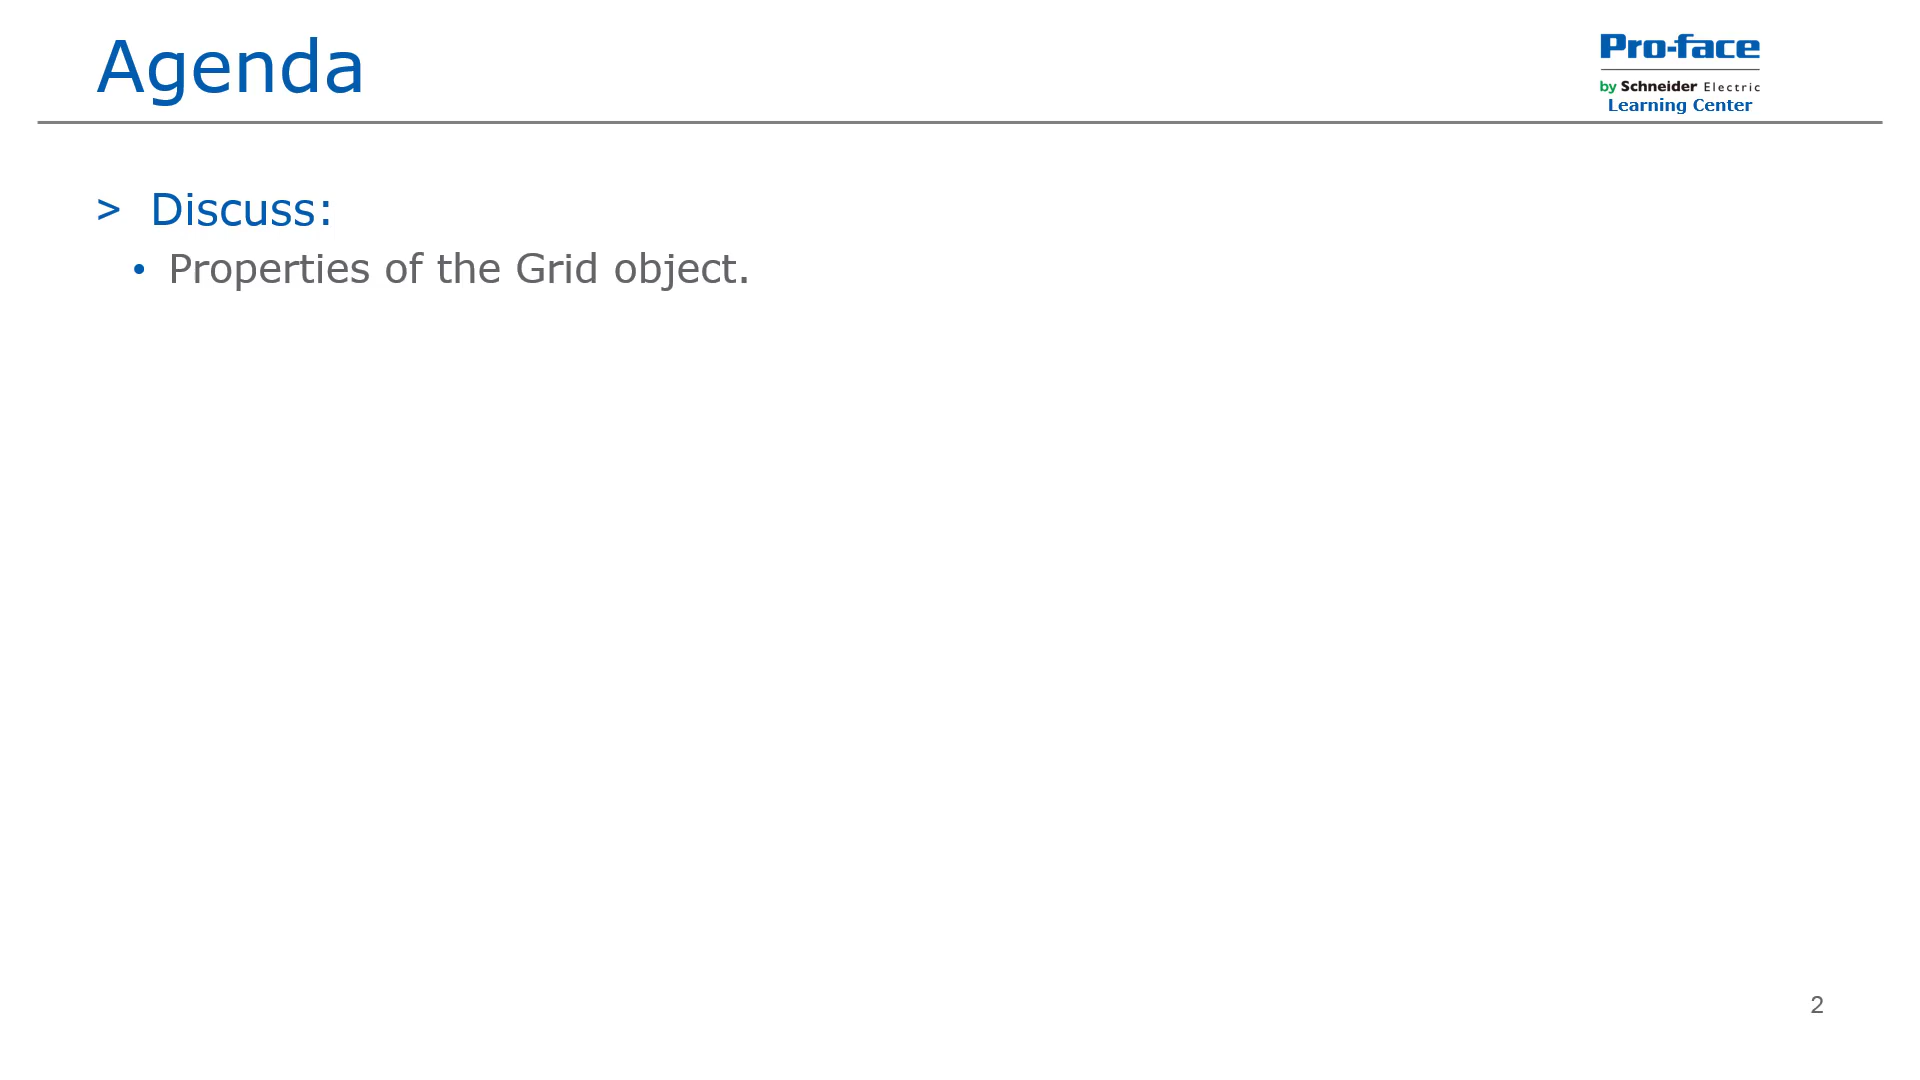 Agenda
Pro-face
by Schneider Electric
Learning Center
> Discuss:
• Properties of the Grid object.
2